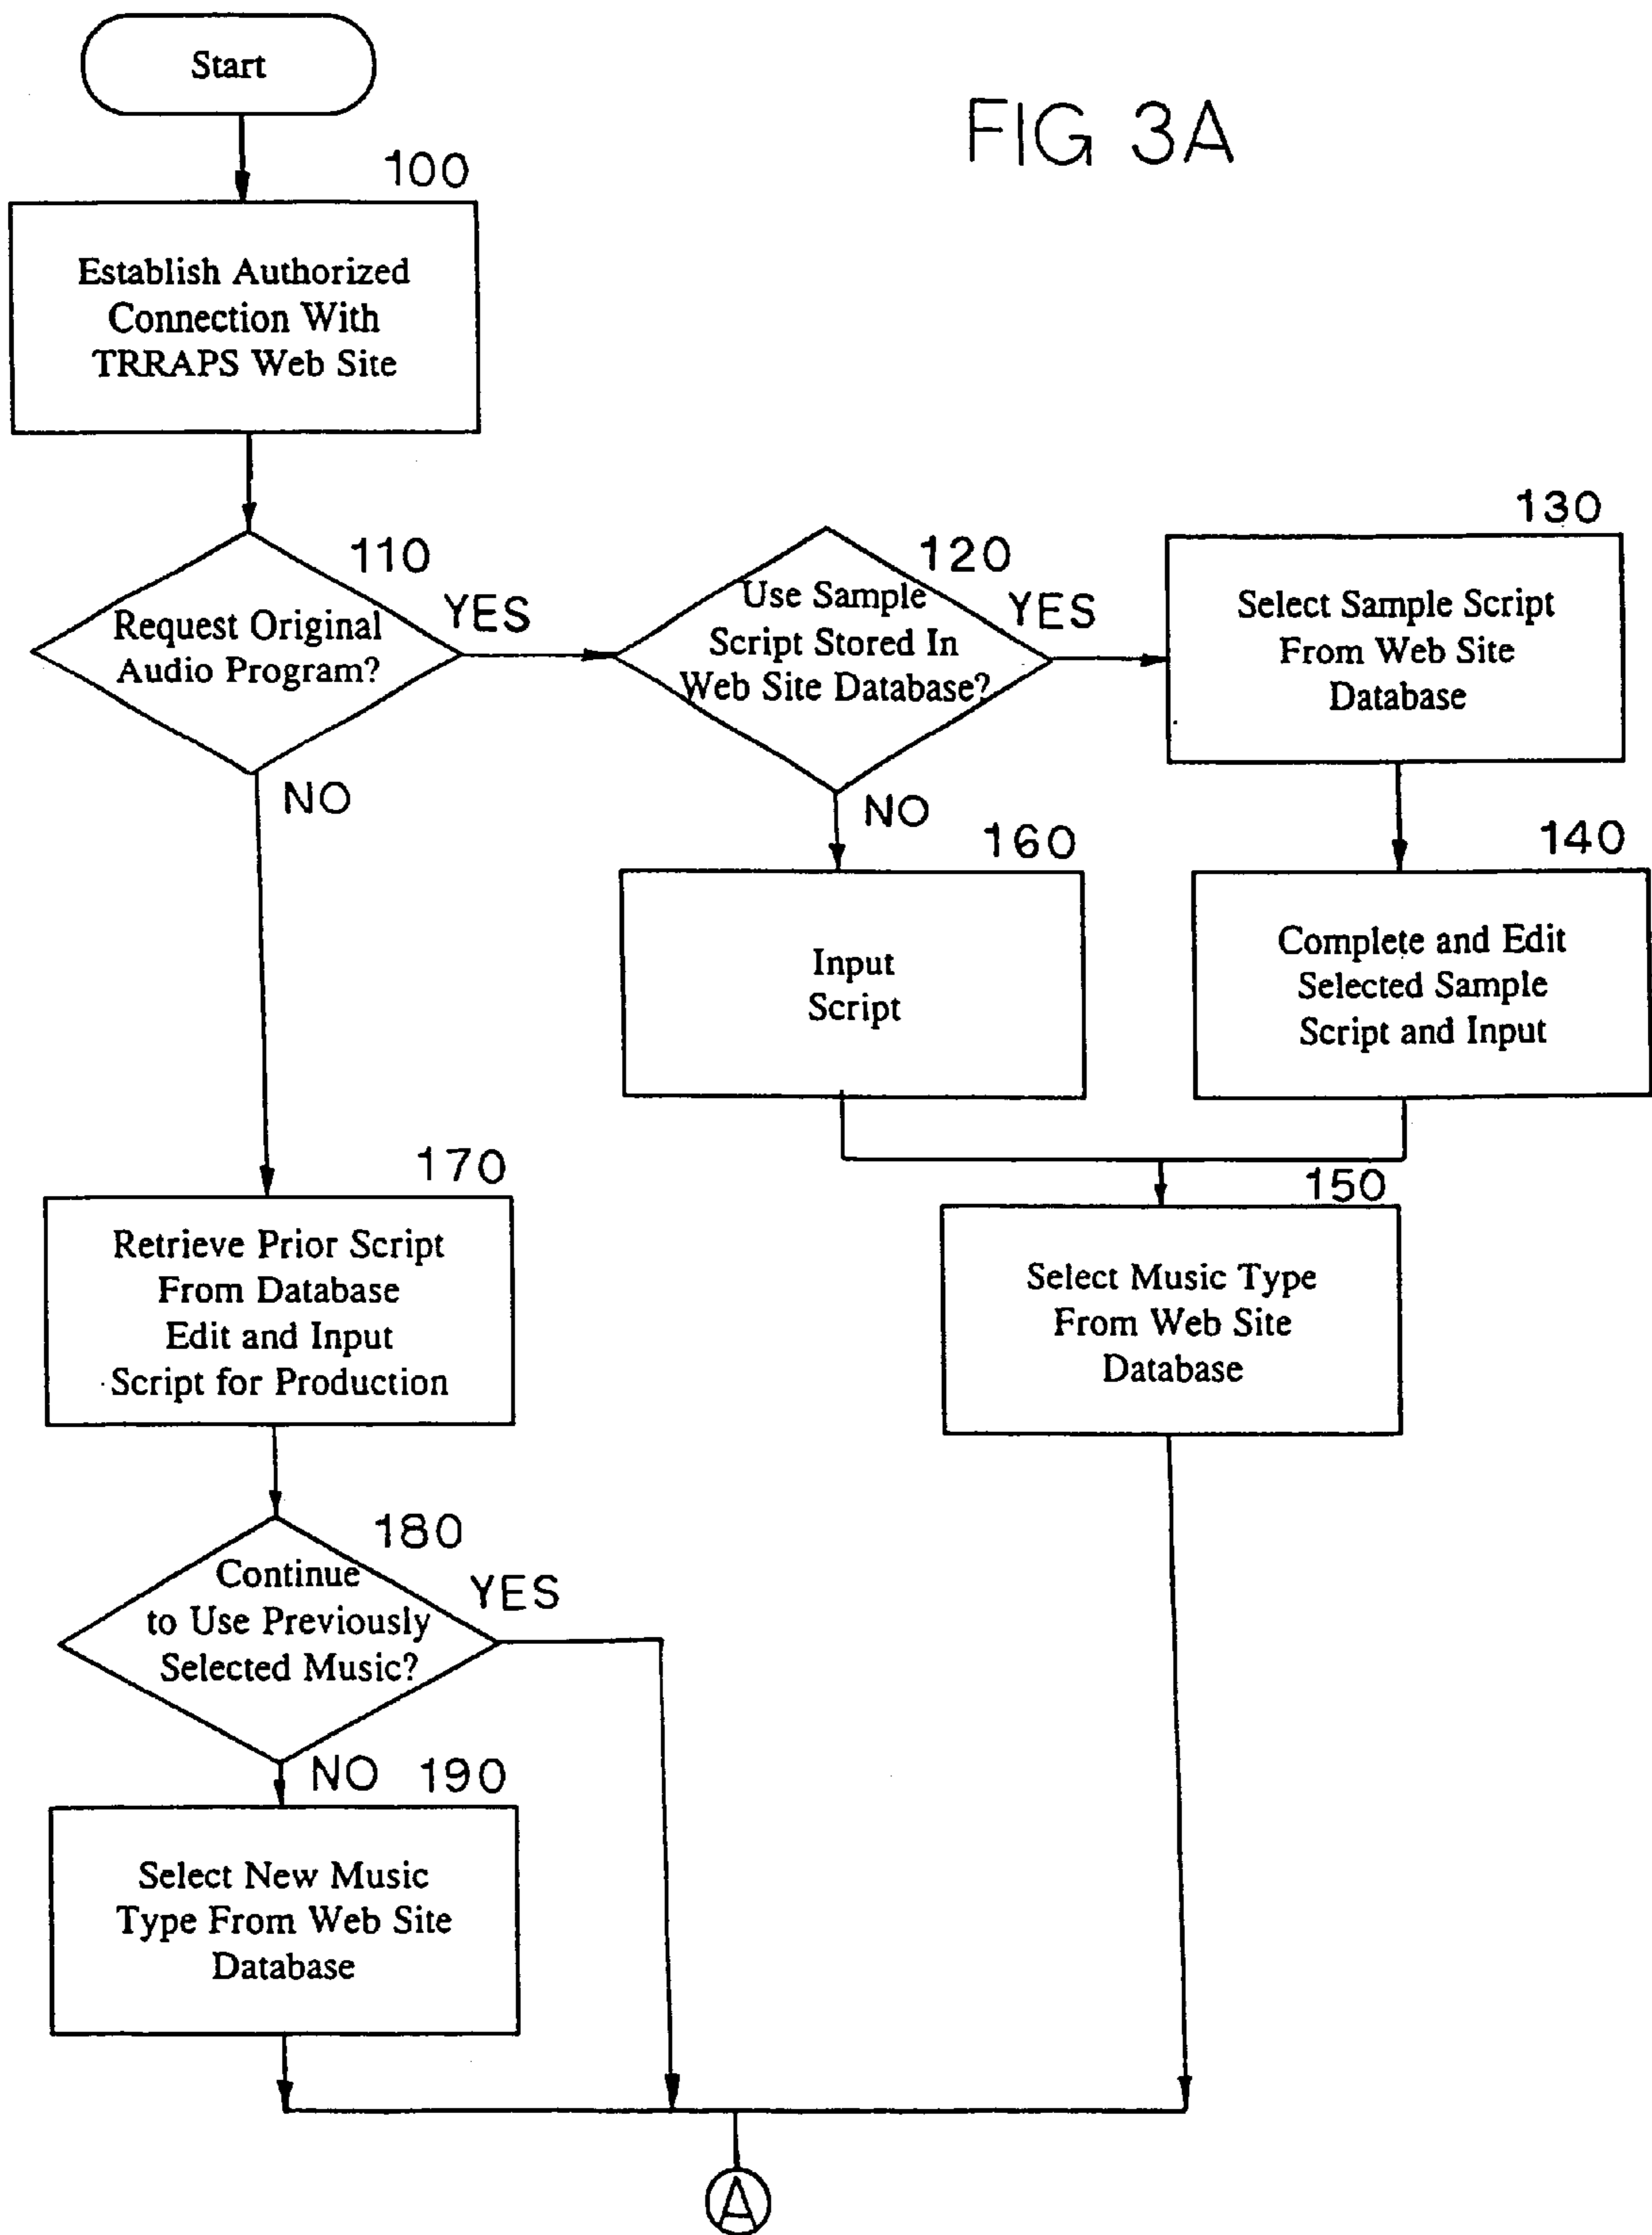 Start
FIG 3A
100
Establish Authorized
Connection With
TRRAPS Web Site
110
Request Original
Audio Program?
YES
NO
120
Use Sample
Script Stored In
Web Site Database?
YES
NO
130
Select Sample Script
From Web Site
Database
160
Input
Script
140
Complete and Edit
Selected Sample
Script and Input
170
Retrieve Prior Script
From Database
Edit and Input
Script for Production
150
Select Music Type
From Web Site
Database
180
Continue
to Use Previously
Selected Music?
YES
NO
190
Select New Music
Type From Web Site
Database
A